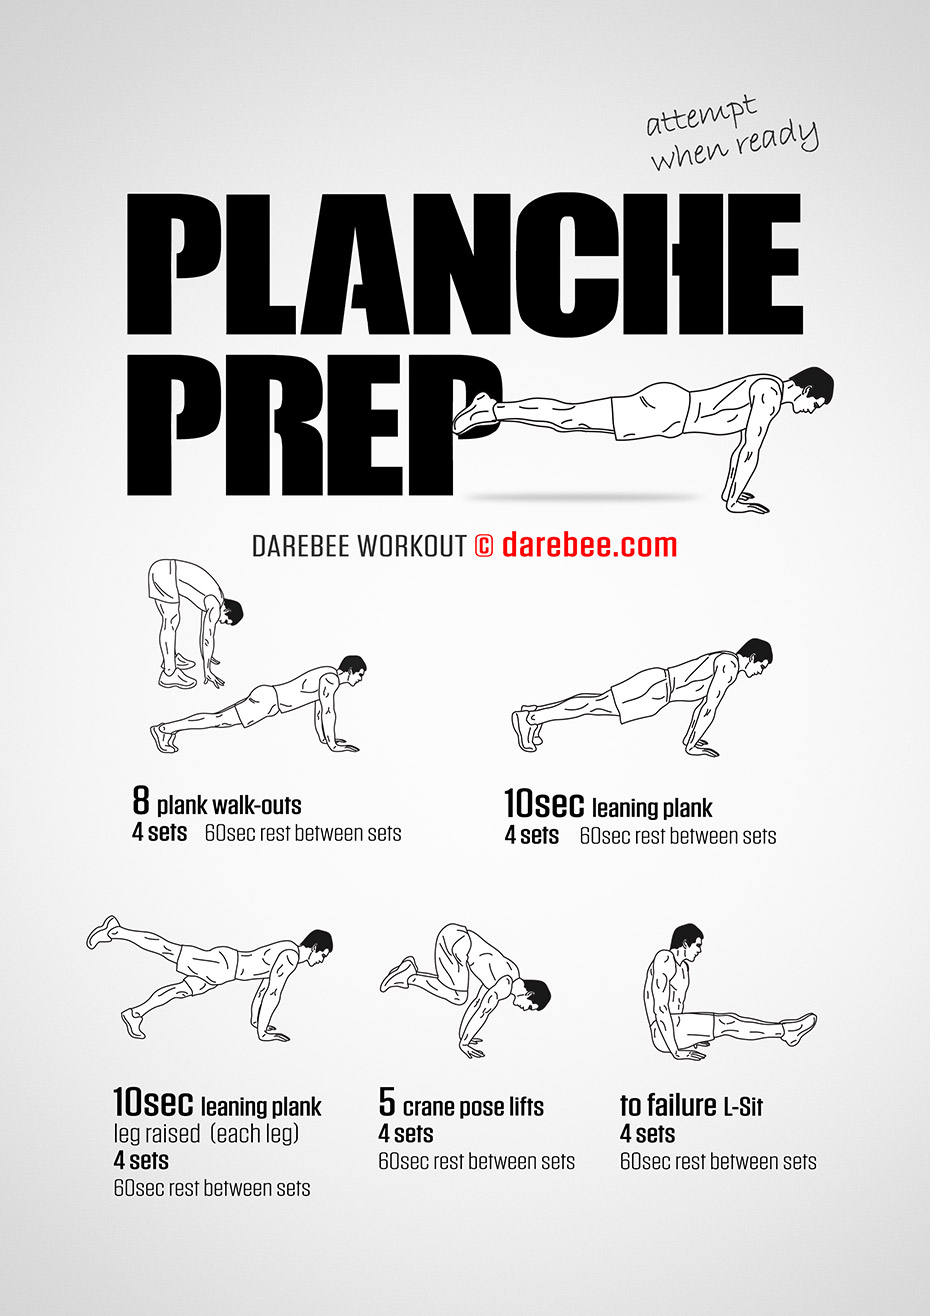 attempt
when ready
PLANCHE
PREP
DAREBEE WORKOUT © darebee.com
8 plank walk-outs
4 sets 60sec rest between sets
10sec leaning plank
4 sets 60sec rest between sets
10sec leaning plank
leg raised (each leg)
4 sets
60sec rest between sets
5 crane pose lifts
4 sets
60sec rest between sets
to failure L-Sit
4 sets
60sec rest between sets